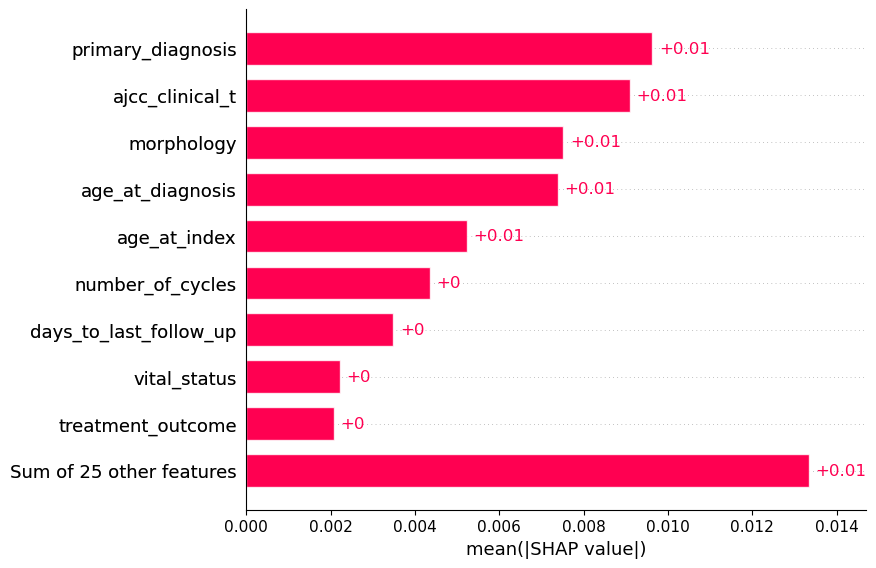 primary_diagnosis +0.01
ajcc_clinical_t +0.01
morphology +0.01
age_at_diagnosis +0.01
age_at_index +0.01
number_of_cycles +0
days_to_last_follow_up +0
vital_status +0
treatment_outcome +0
Sum of 25 other features +0.01
0.000 0.002 0.004 0.006 0.008 0.010 0.012 0.014
mean(|SHAP value|)